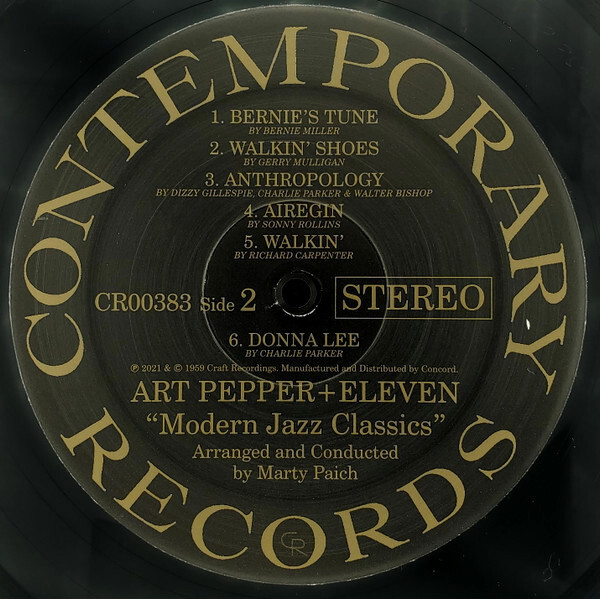 CONTEMPORARY
1. BERNIE'S TUNE
BY BERNIE MILLER
2. WALKIN' SHOES
BY GERRY MULLIGAN
3. ANTHROPOLOGY
BY DIZZY GILLESPIE, CHARLIE PARKER & WALTER BISHOP
4. AIREGIN
BY SONNY ROLLINS
5. WALKIN'
BY RICHARD CARPENTER
CR00383 Side 2 STEREO
6. DONNA LEE
BY CHARLIE PARKER
℗ 2021 & © 1959 Craft Recordings. Manufactured and Distributed by Concord.
ART PEPPER+ELEVEN
“Modern Jazz Classics”
Arranged and Conducted
by Marty Paich
RECORDS
CR